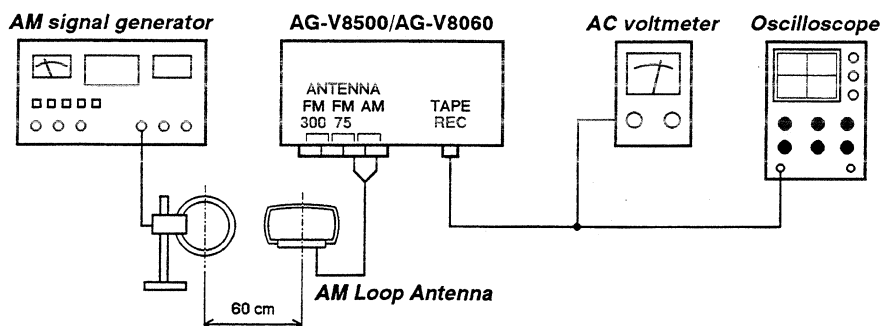 AM signal generator
AG-V8500/AG-V8060
AC voltmeter
Oscilloscope
ANTENNA
FM FM AM
300 75
TAPE
REC
AM Loop Antenna
60 cm